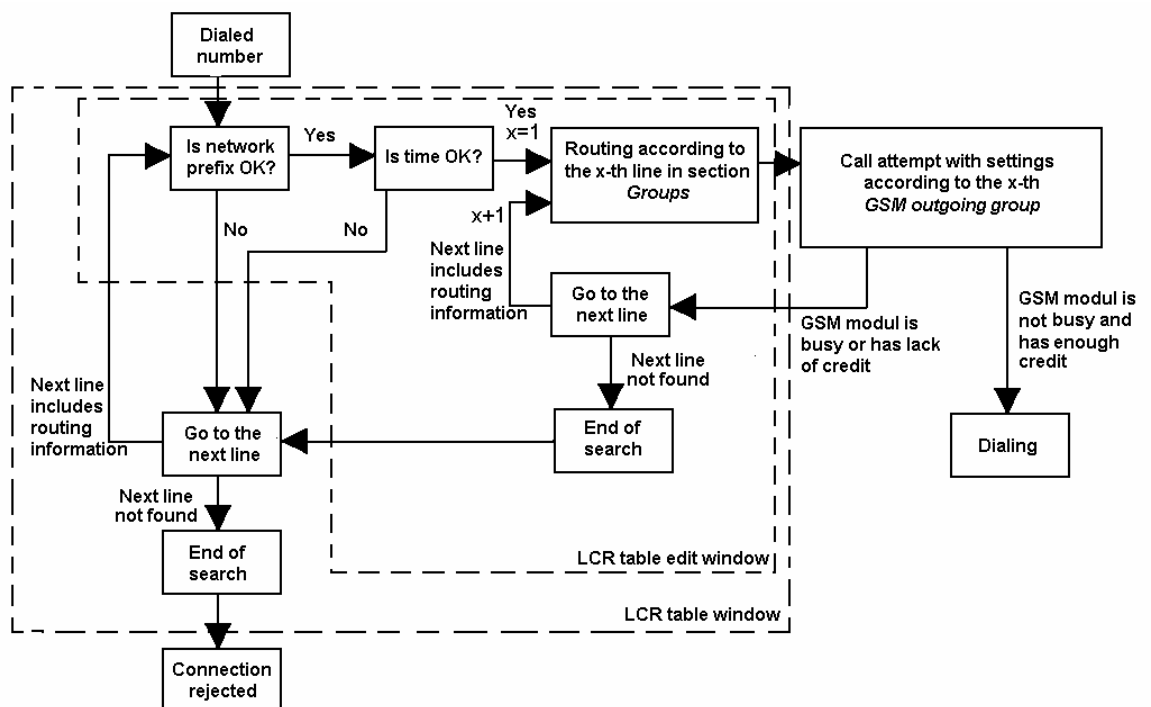 Dialed
number
Is network
prefix OK?
Yes
Is time OK?
Yes
x=1
Routing according to
the x-th line in section
Groups
Call attempt with settings
according to the x-th
GSM outgoing group
No
No
x+1
Next line
includes
routing
information
Go to the
next line
GSM modul is
busy or has lack
of credit
GSM modul is
not busy and
has enough
credit
Next line
not found
Next line
includes
routing
information
Go to the
next line
End of
search
Dialing
Next line
not found
End of
search
LCR table edit window
LCR table window
Connection
rejected